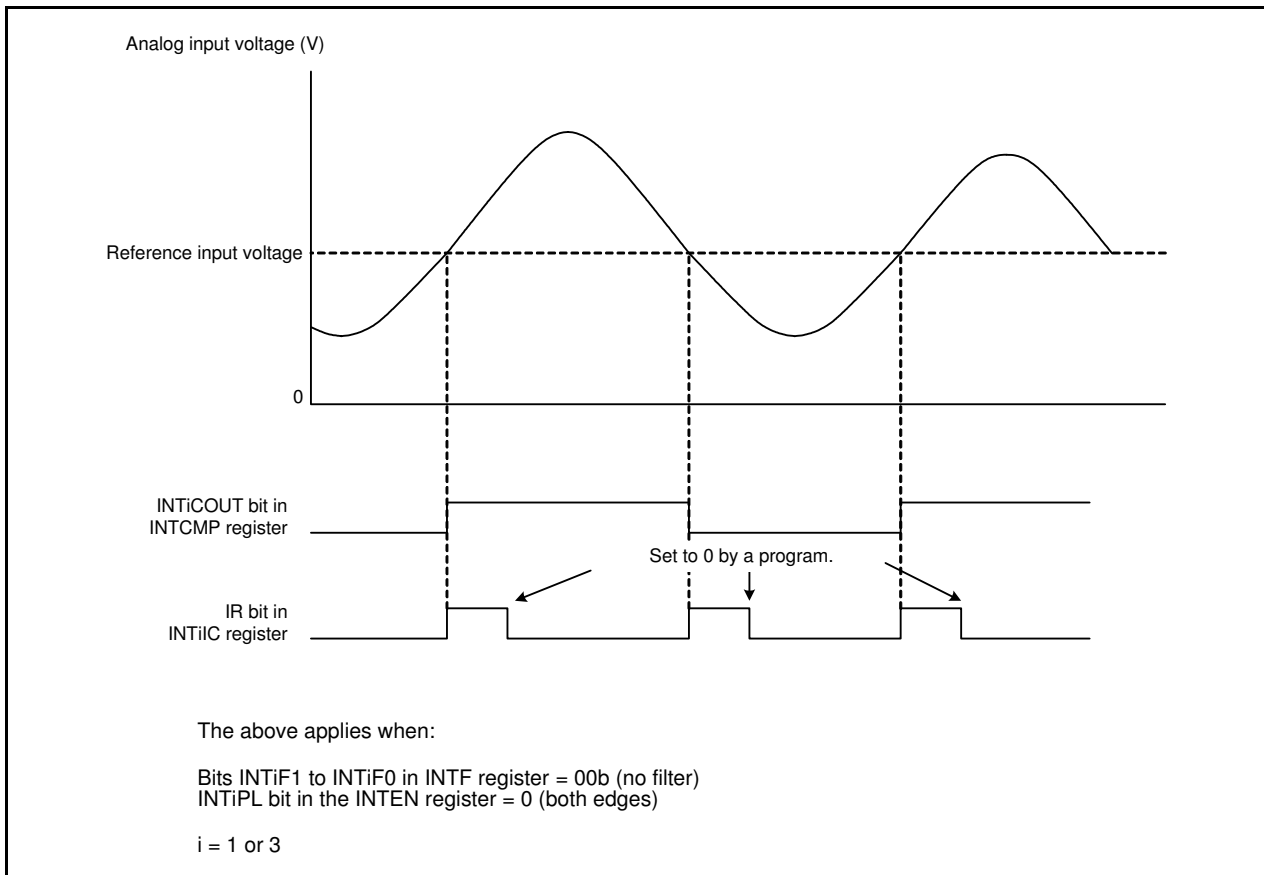 Analog input voltage (V)
Reference input voltage
0
INTiCOUT bit in
INTCMP register
Set to 0 by a program.
IR bit in
INTiIC register
The above applies when:
Bits INTiF1 to INTiF0 in INTF register = 00b (no filter)
INTiPL bit in the INTEN register = 0 (both edges)
i = 1 or 3